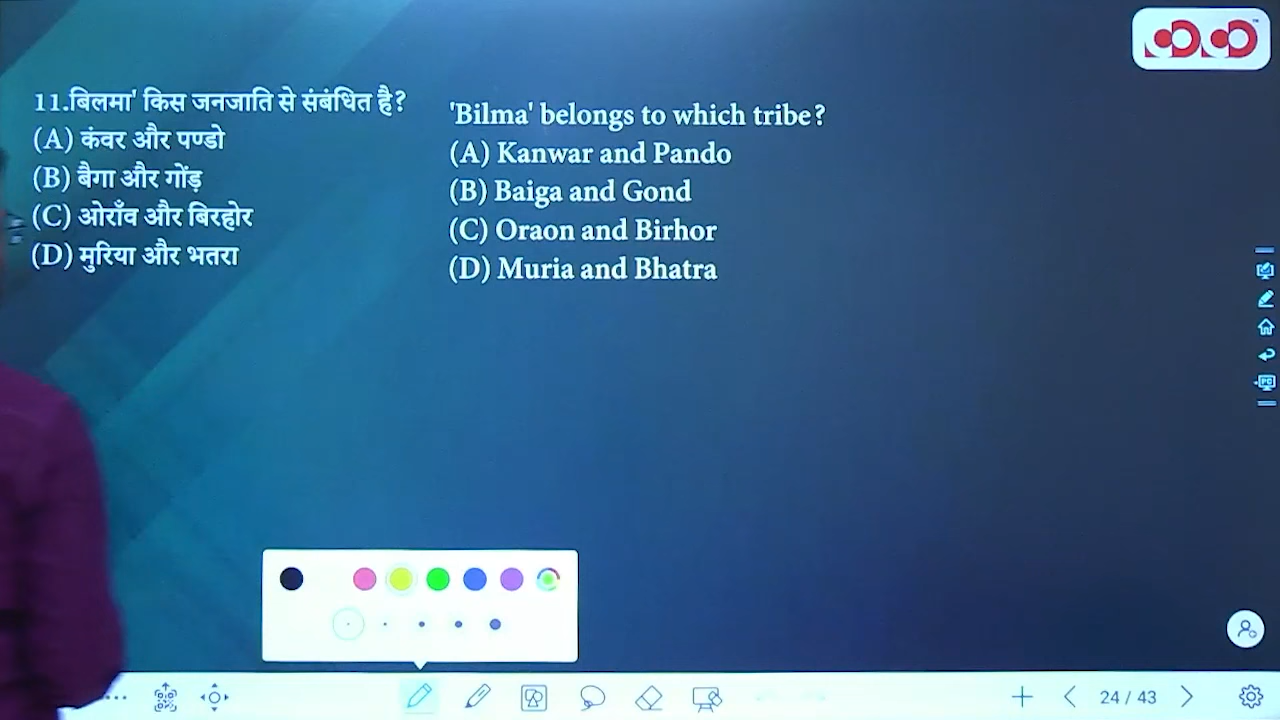 11.बिलमा' किस जनजाति से संबंधित है?
(A) कंवर और पण्डो
(B) बैगा और गोंड़
(C) ओराँव और बिरहोर
(D) मुरिया और भतरा
'Bilma' belongs to which tribe?
(A) Kanwar and Pando
(B) Baiga and Gond
(C) Oraon and Birhor
(D) Muria and Bhatra
PC
24 / 43